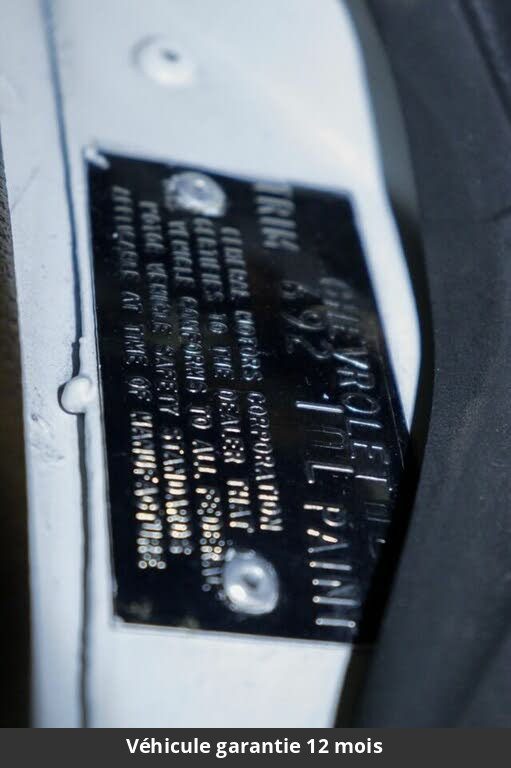 CHEVROLET
TRIM 692 PAINT
GENERAL MOTORS CORPORATION
CERTIFIES TO THE DEALER THAT
VEHICLE CONFORMS TO ALL FEDERAL
MOTOR VEHICLE SAFETY STANDARDS
APPLICABLE AT TIME OF MANUFACTURE
Véhicule garantie 12 mois